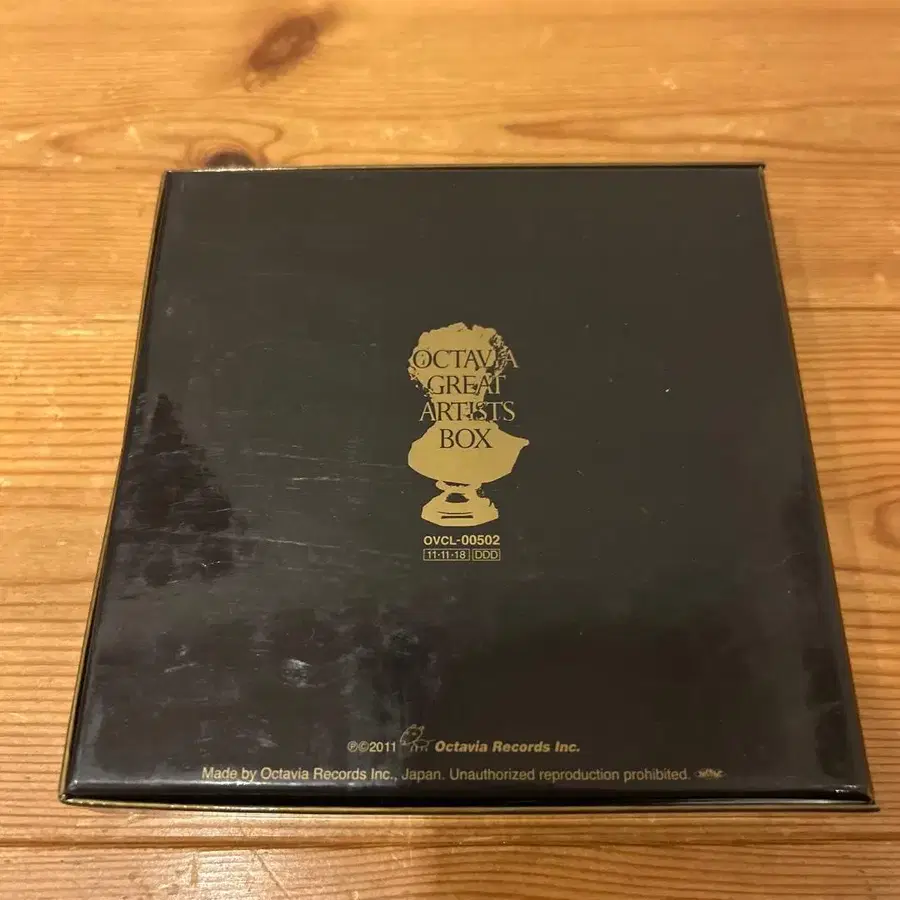 OCTAVIA
GREAT
ARTISTS
BOX
OVCL-00502
11·11·18 DDD
℗©2011 Octavia Records Inc.
Made by Octavia Records Inc., Japan. Unauthorized reproduction prohibited.